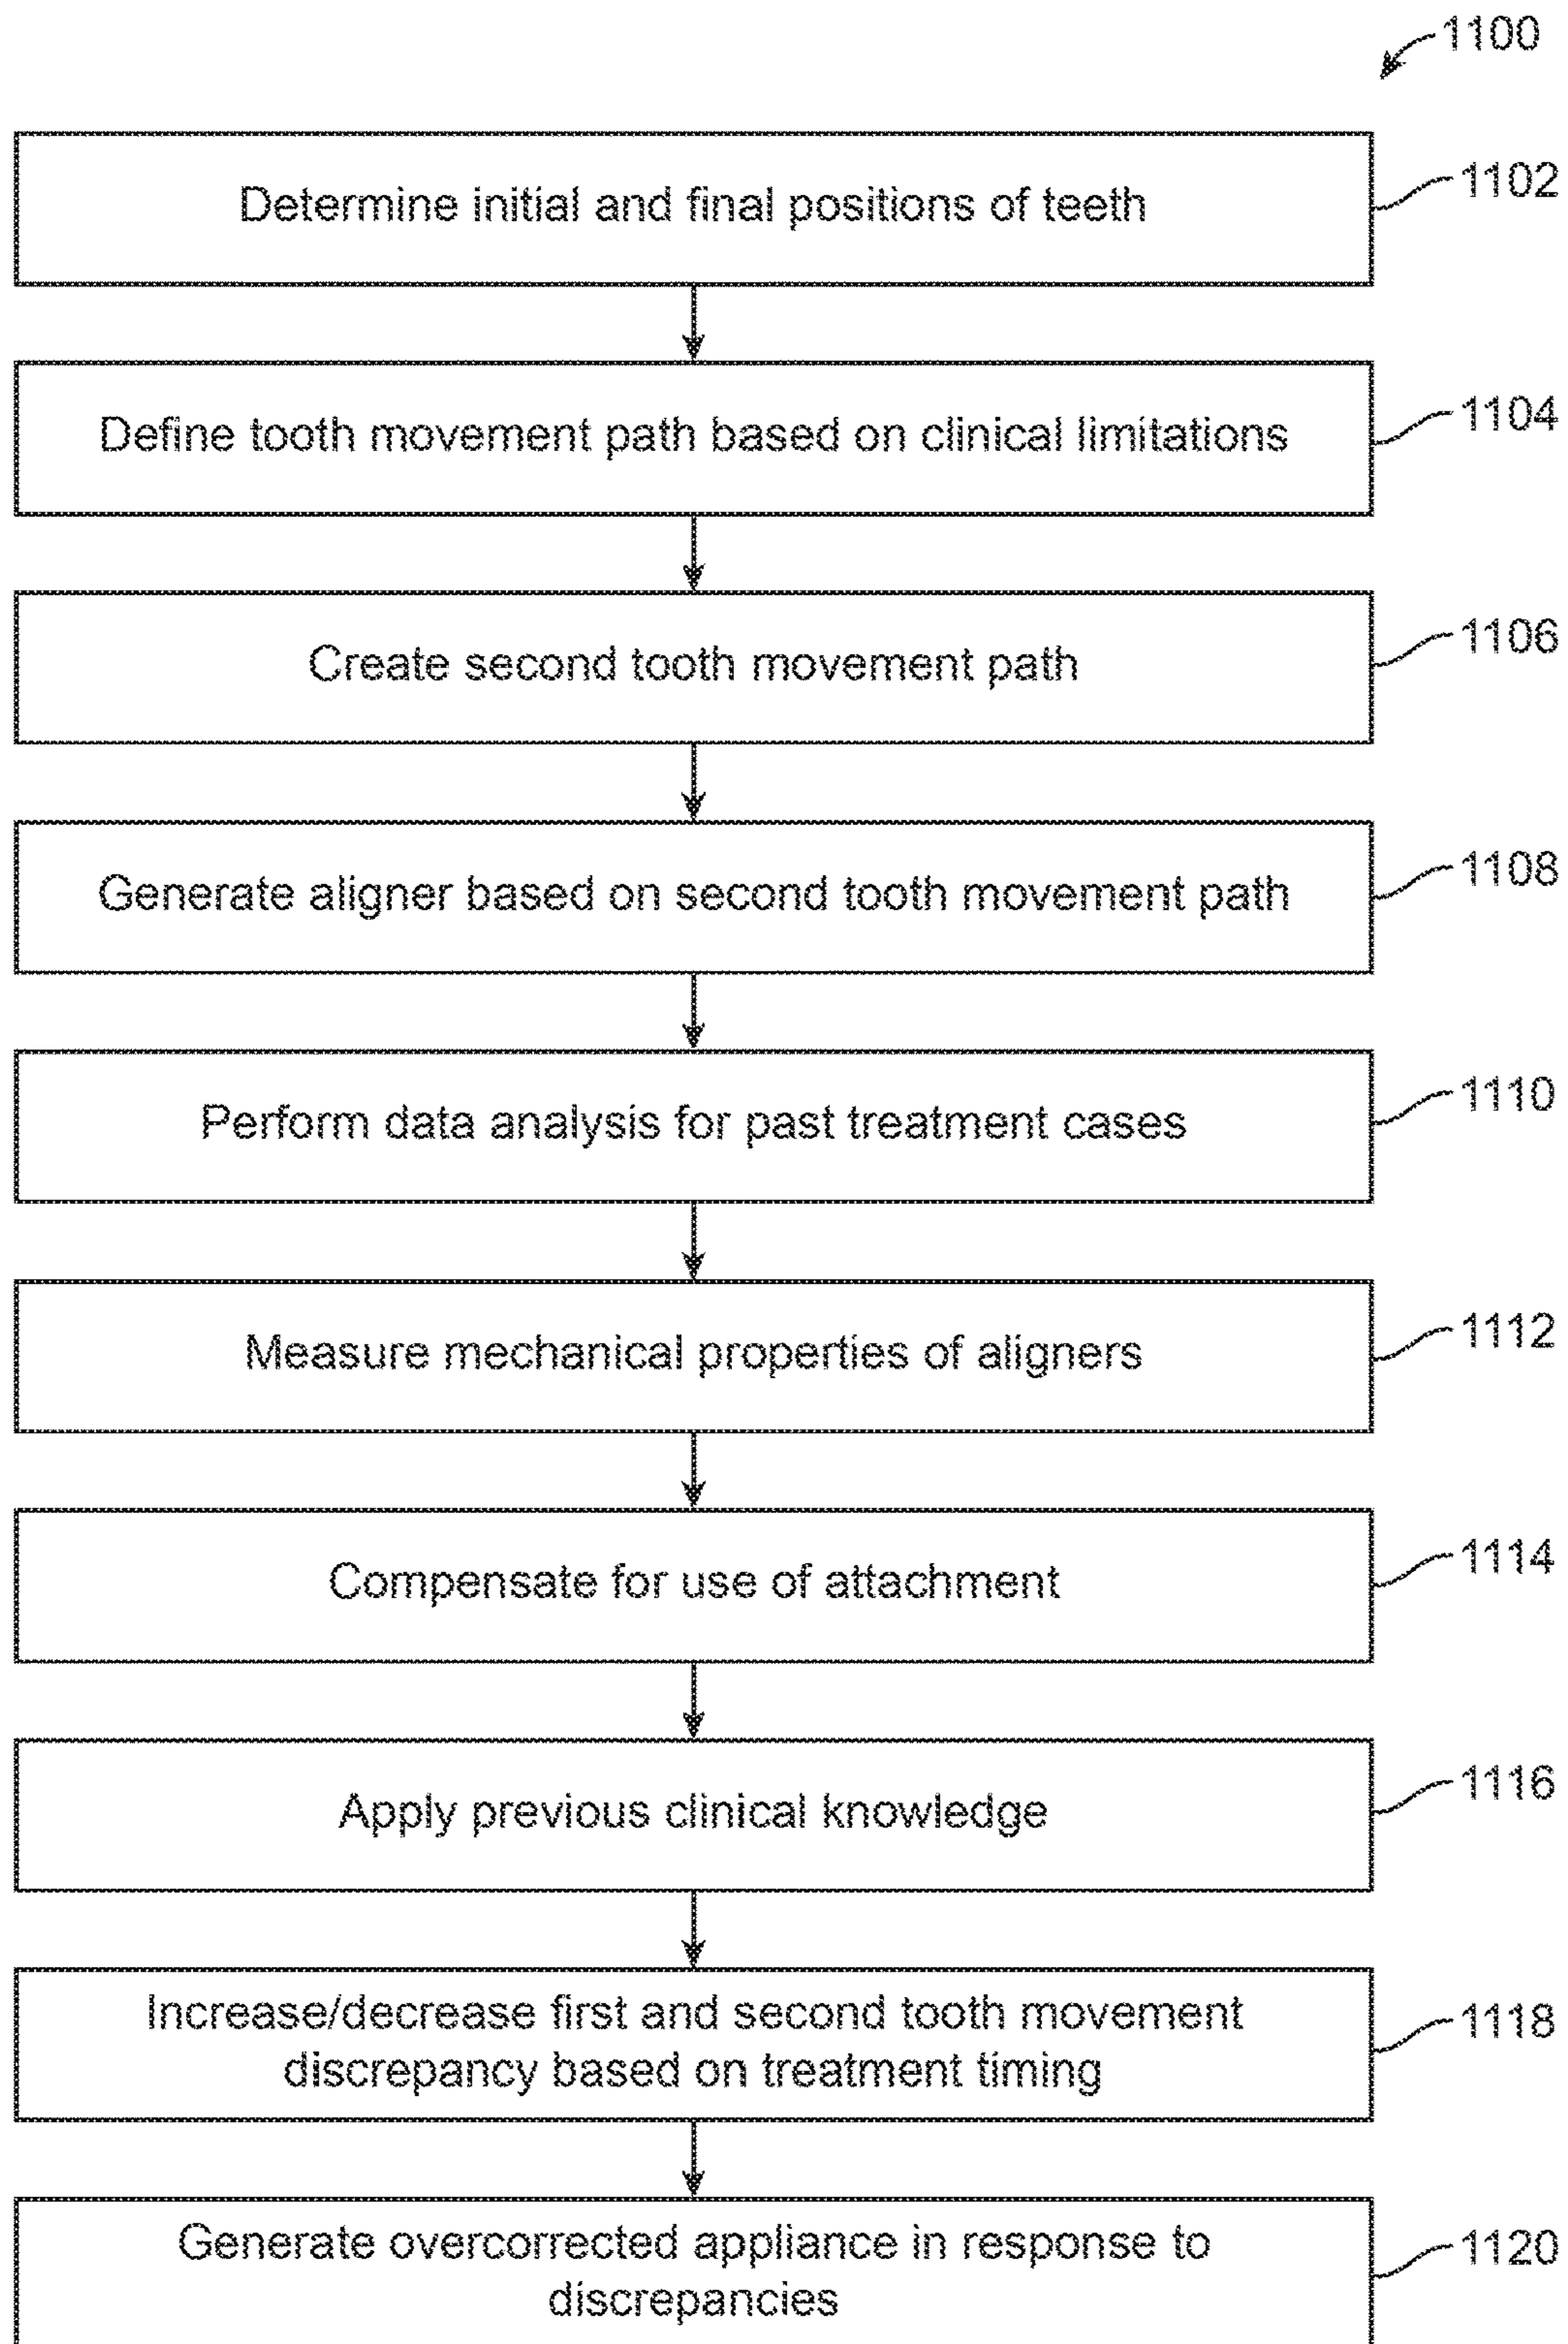 1100
Determine initial and final positions of teeth
1102
Define tooth movement path based on clinical limitations
1104
Create second tooth movement path
1106
Generate aligner based on second tooth movement path
1108
Perform data analysis for past treatment cases
1110
Measure mechanical properties of aligners
1112
Compensate for use of attachment
1114
Apply previous clinical knowledge
1116
Increase/decrease first and second tooth movement
discrepancy based on treatment timing
1118
Generate overcorrected appliance in response to
discrepancies
1120